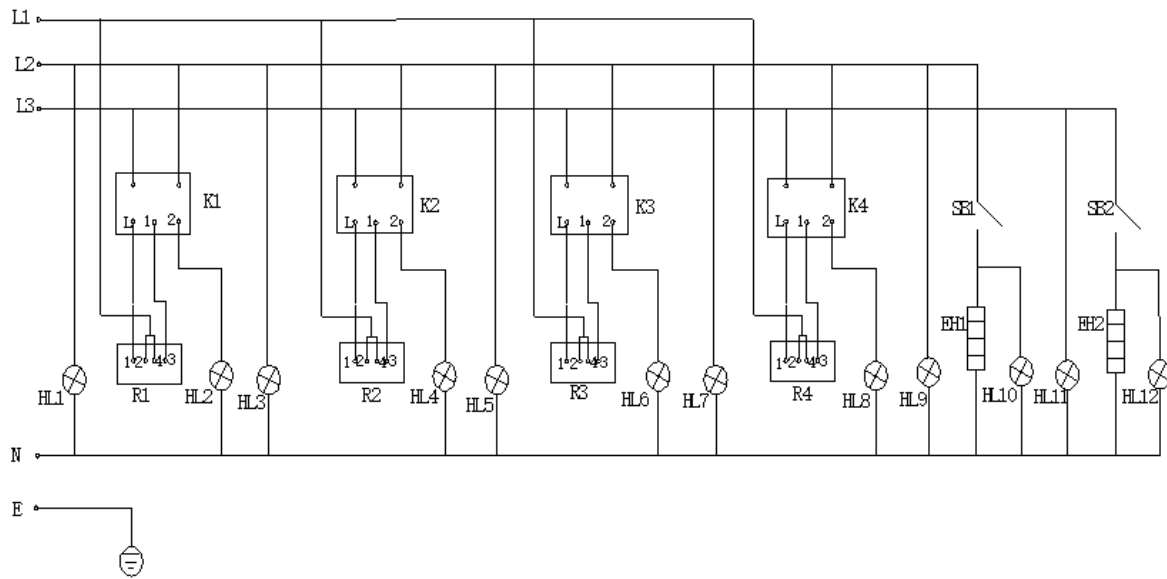 L1
L2
L3
K1 K2 K3 K4 SB1 SB2
L 1 2 L 1 2 L 1 2 L 1 2
EH1 EH2
1 2 4 3 1 2 4 3 1 2 4 3 1 2 4 3
HL1 R1 HL2 HL3 R2 HL4 HL5 R3 HL6 HL7 R4 HL8 HL9 HL10 HL11 HL12
N
E